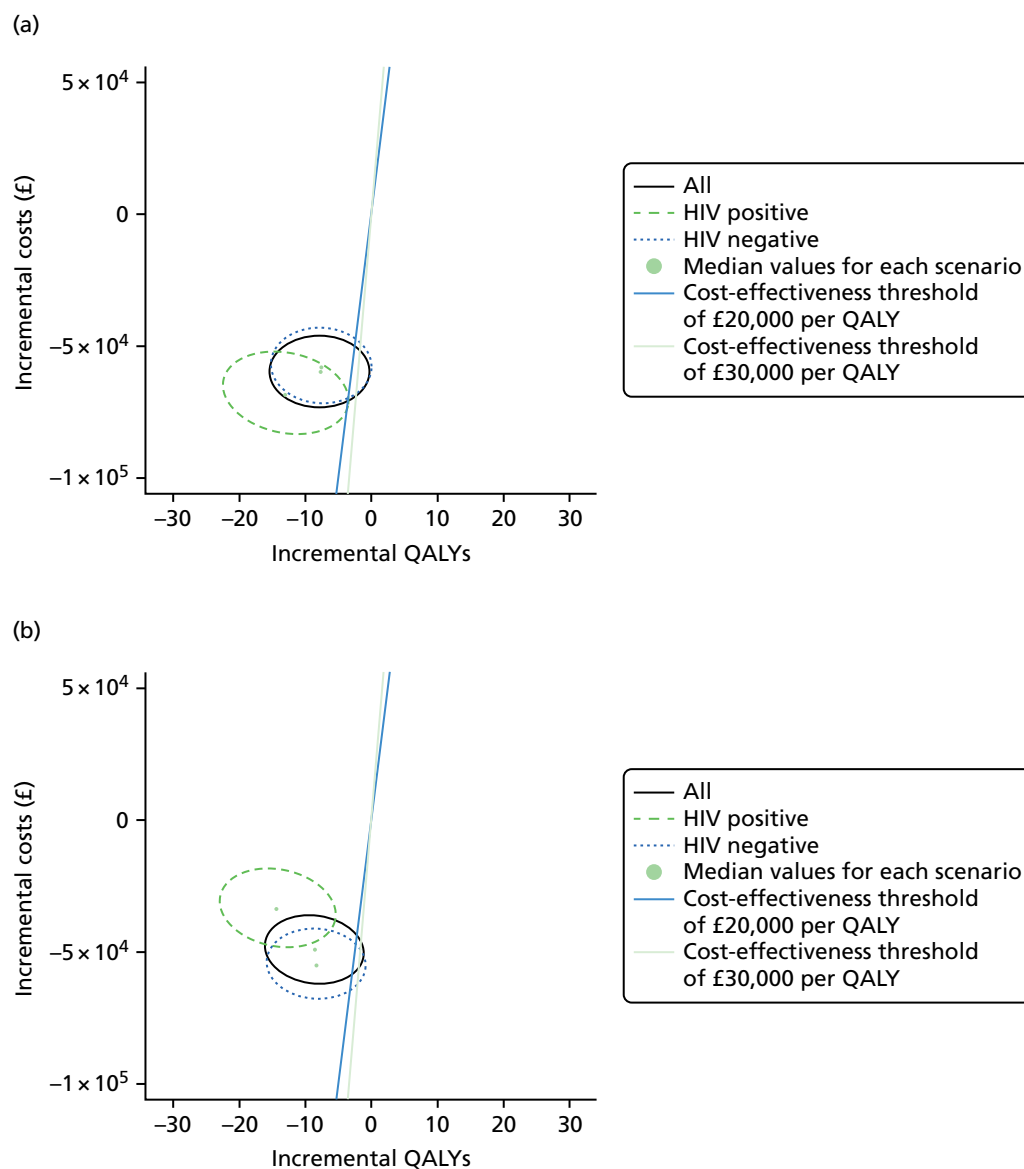 (a)
5 × 10⁴
0
–5 × 10⁴
–1 × 10⁵
Incremental costs (£)
–30 –20 –10 0 10 20 30
Incremental QALYs
All
HIV positive
HIV negative
Median values for each scenario
Cost-effectiveness threshold
of £20,000 per QALY
Cost-effectiveness threshold
of £30,000 per QALY
(b)
5 × 10⁴
0
–5 × 10⁴
–1 × 10⁵
Incremental costs (£)
–30 –20 –10 0 10 20 30
Incremental QALYs
All
HIV positive
HIV negative
Median values for each scenario
Cost-effectiveness threshold
of £20,000 per QALY
Cost-effectiveness threshold
of £30,000 per QALY